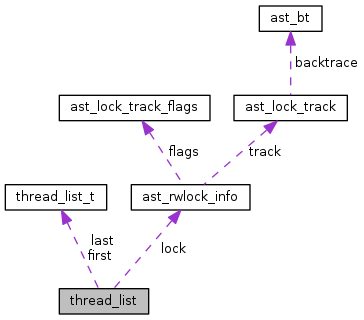 ast_bt
backtrace
ast_lock_track_flags
ast_lock_track
flags
track
thread_list_t
ast_rwlock_info
last
first
lock
thread_list